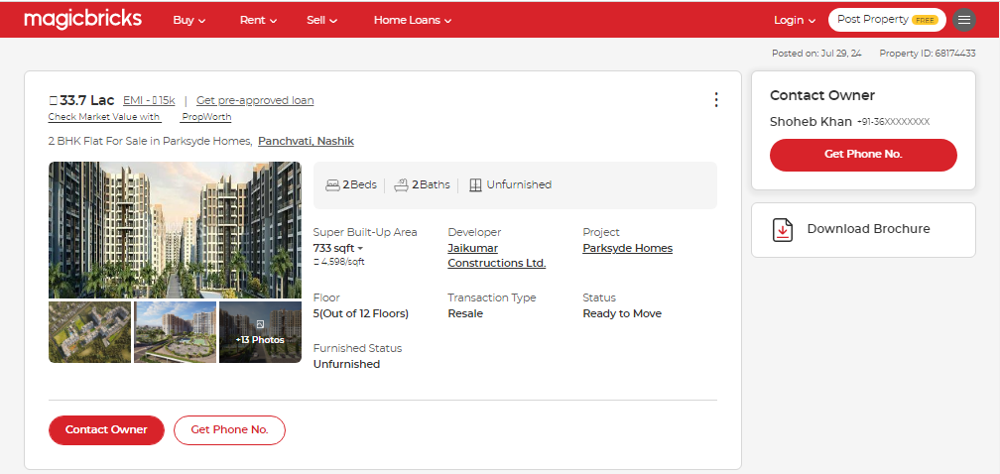 magicbricks
Buy
Rent
Sell
Home Loans
Login
Post Property FREE
Posted on: Jul 29, 24 Property ID: 68174433
33.7 Lac EMI - 15k | Get pre-approved loan
Check Market Value with PropWorth
2 BHK Flat For Sale in Parksyde Homes, Panchvati, Nashik
+13 Photos
2 Beds
2 Baths
Unfurnished
Super Built-Up Area
733 sqft
4,598/sqft
Developer
Jaikumar
Constructions Ltd.
Project
Parksyde Homes
Floor
5(Out of 12 Floors)
Transaction Type
Resale
Status
Ready to Move
Furnished Status
Unfurnished
Contact Owner
Get Phone No.
Contact Owner
Shoheb Khan +91-36XXXXXXXX
Get Phone No.
Download Brochure